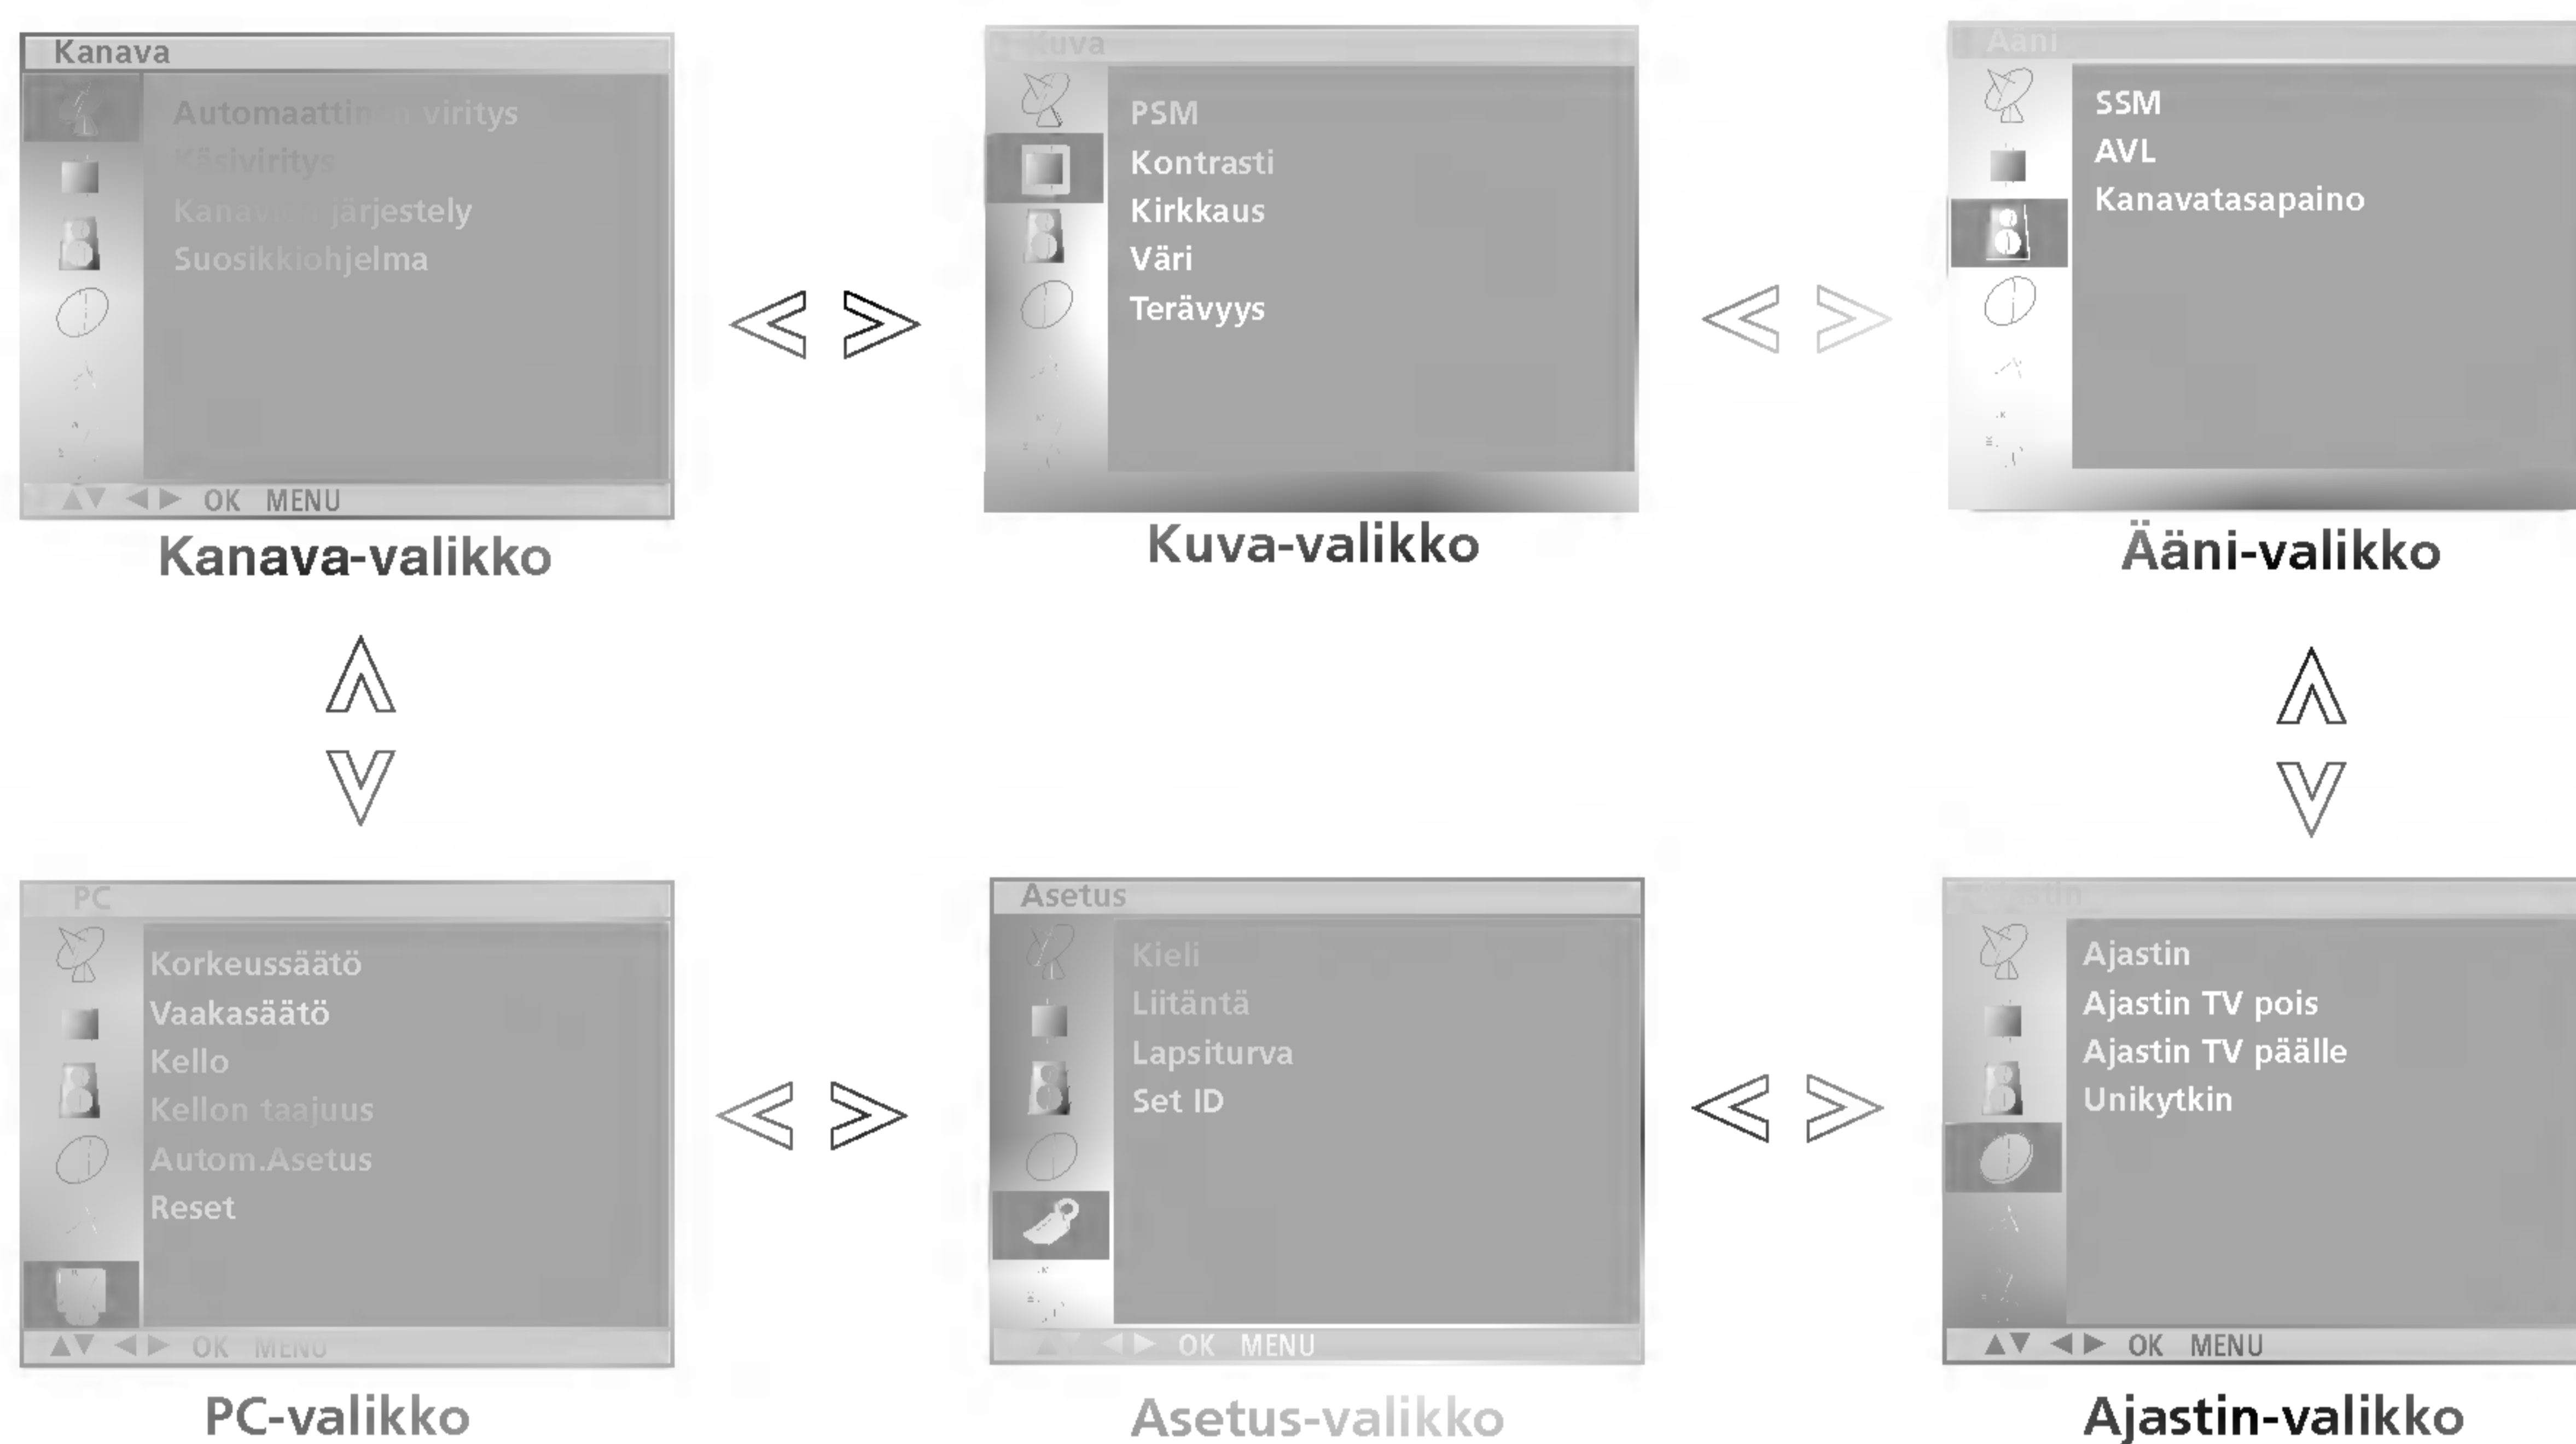 Kanava
Automaattinen viritys
Käsiviritys
Kanavien järjestely
Suosikkiohjelma
OK MENU
Kanava-valikko
Kuva
PSM
Kontrasti
Kirkkaus
Väri
Terävyys
Kuva-valikko
Ääni
SSM
AVL
Kanavatasapaino
Ääni-valikko
PC
Korkeussäätö
Vaakasäätö
Kello
Kellon taajuus
Autom.Asetus
Reset
OK MENU
PC-valikko
Asetus
Kieli
Liitäntä
Lapsiturva
Set ID
OK MENU
Asetus-valikko
Ajastin
Ajastin
Ajastin TV pois
Ajastin TV päälle
Unikytkin
OK MENU
Ajastin-valikko